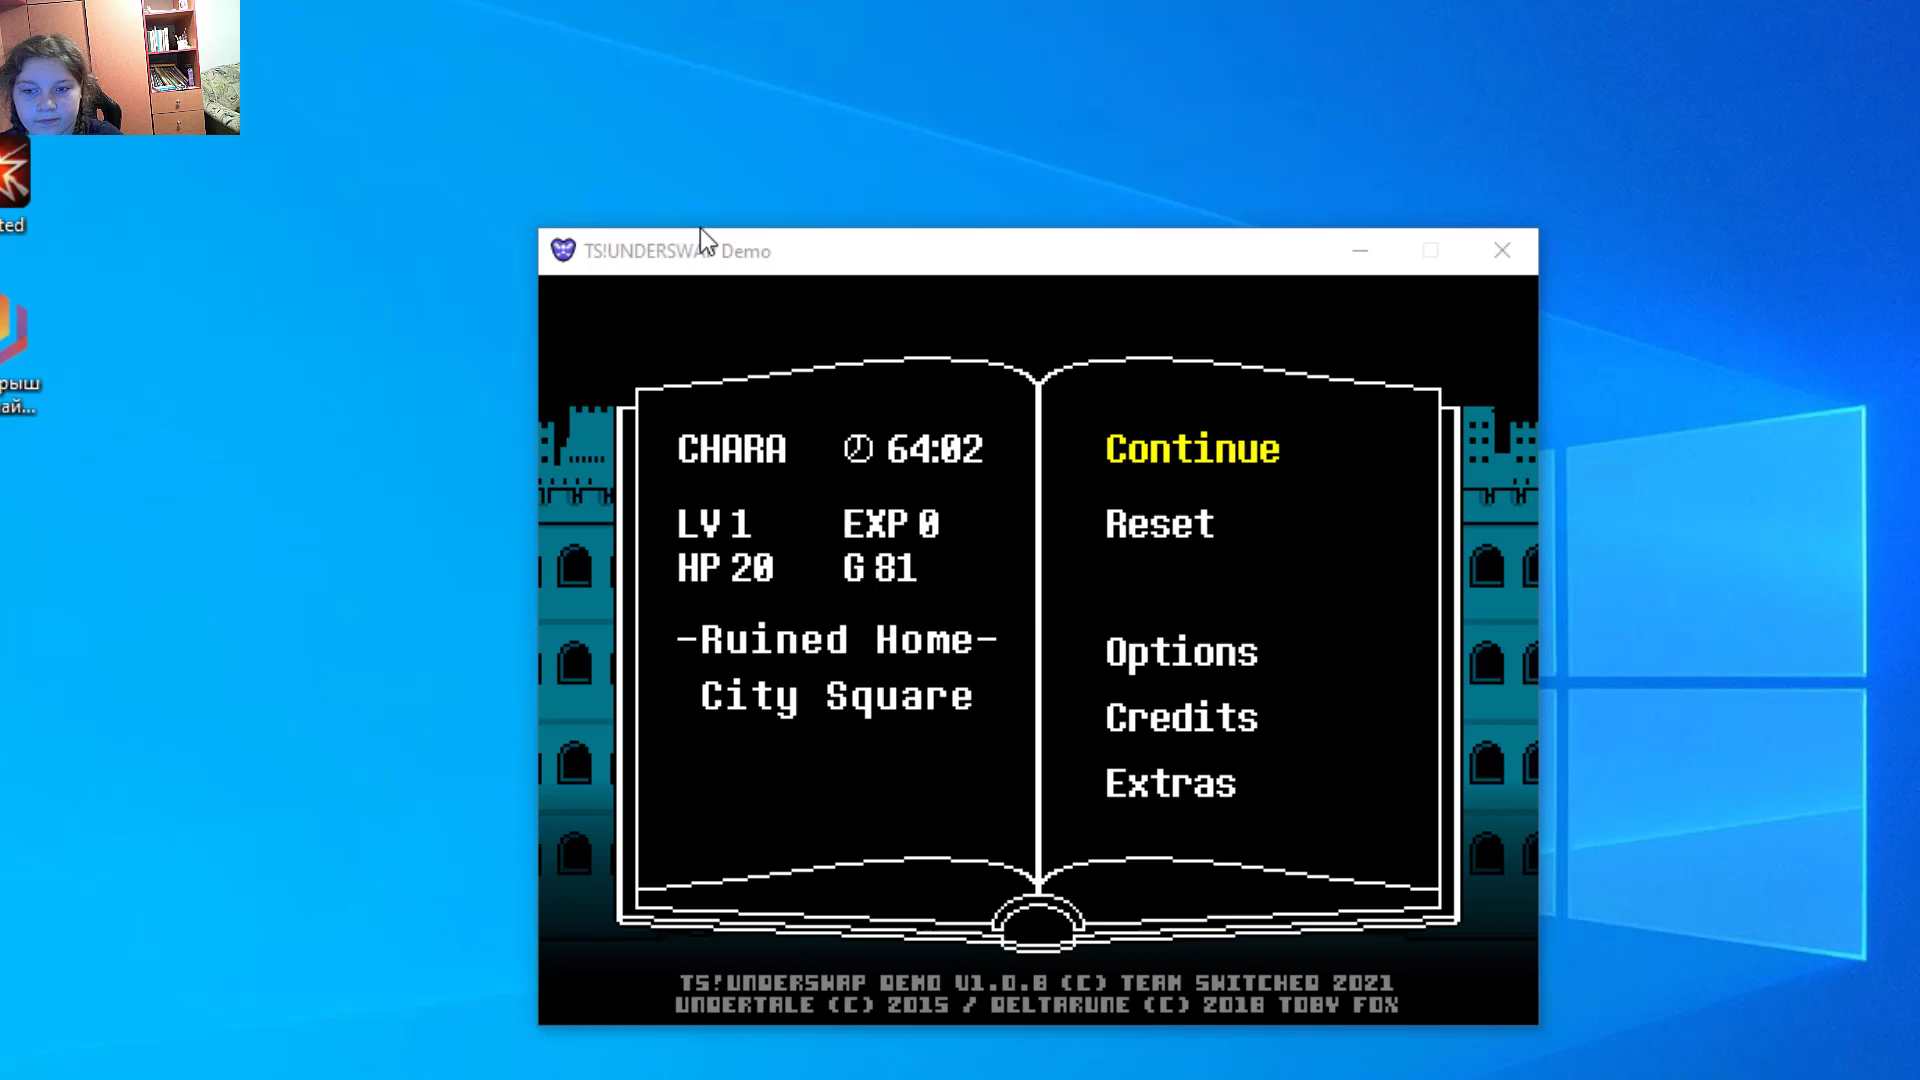 ted
рыш
ай...
TS!UNDERSWAP Demo
CHARA 64:02
LV 1 EXP 0
HP 20 G 81
-Ruined Home-
City Square
Continue
Reset
Options
Credits
Extras
TS!UNDERSWAP DEMO V1.0.8 (C) TEAM SWITCHED 2021
UNDERTALE (C) 2015 / DELTARUNE (C) 2018 TOBY FOX